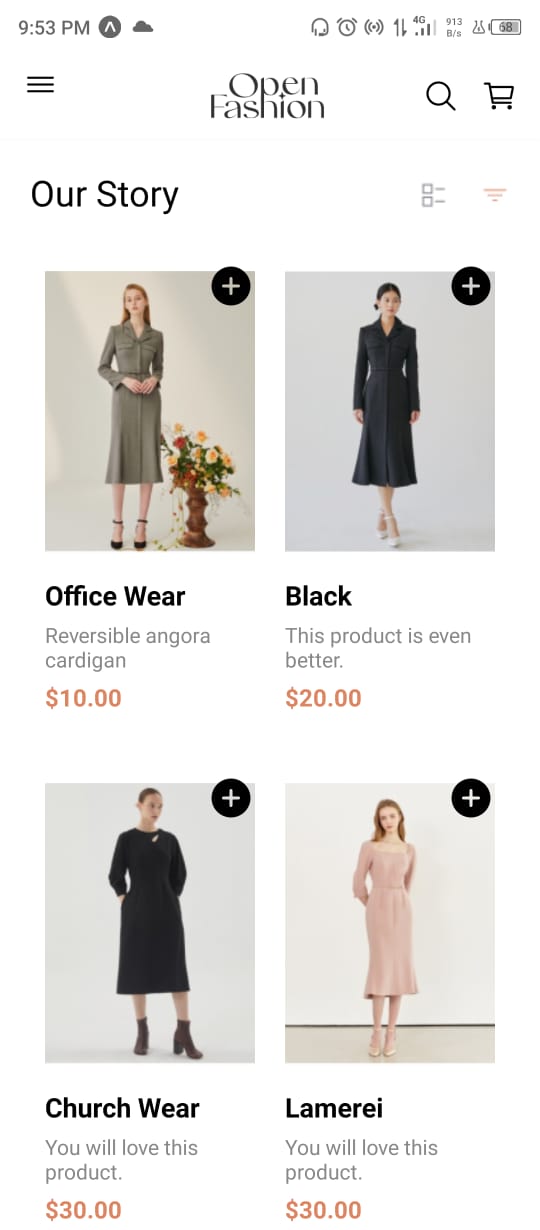 9:53 PM
4G
913
B/s
68
Open
Fashion
Our Story
Office Wear
Reversible angora
cardigan
$10.00
Black
This product is even
better.
$20.00
Church Wear
You will love this
product.
$30.00
Lamerei
You will love this
product.
$30.00